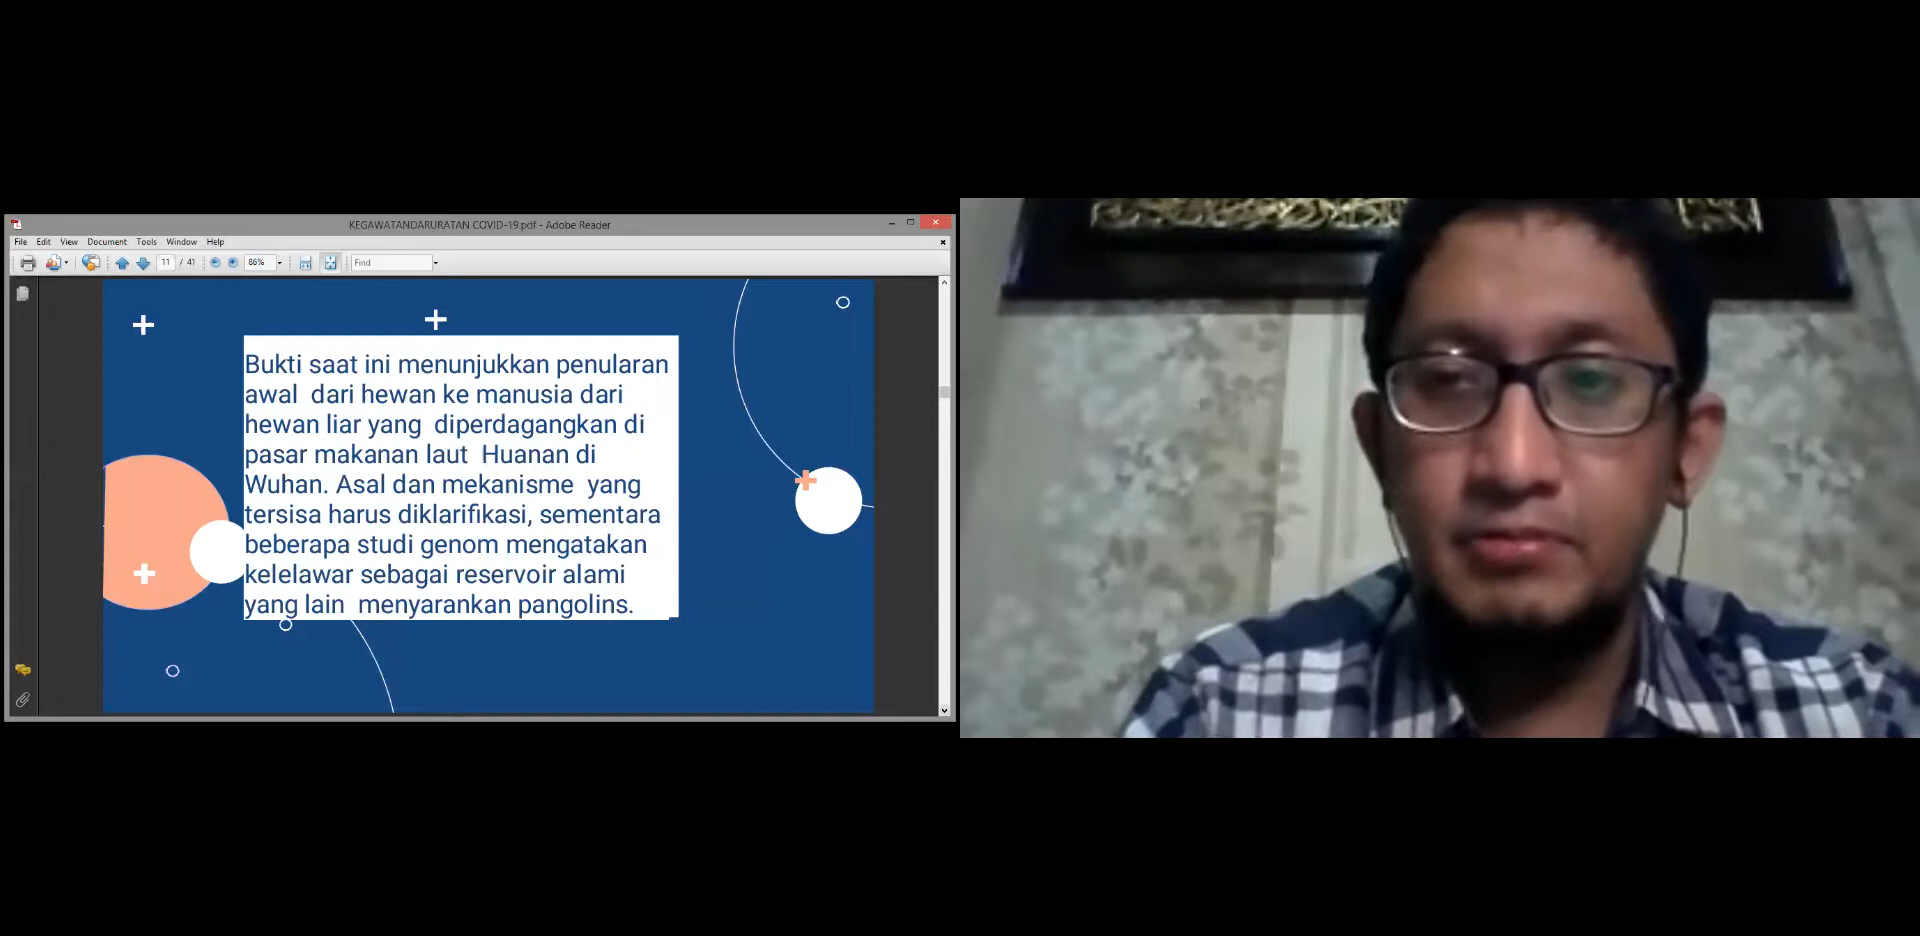 KEGAWATANDARURATAN COVID-19.pdf - Adobe Reader
File Edit View Document Tools Window Help
11 / 41 86% Find
Bukti saat ini menunjukkan penularan
awal dari hewan ke manusia dari
hewan liar yang diperdagangkan di
pasar makanan laut Huanan di
Wuhan. Asal dan mekanisme yang
tersisa harus diklarifikasi, sementara
beberapa studi genom mengatakan
kelelawar sebagai reservoir alami
yang lain menyarankan pangolins.